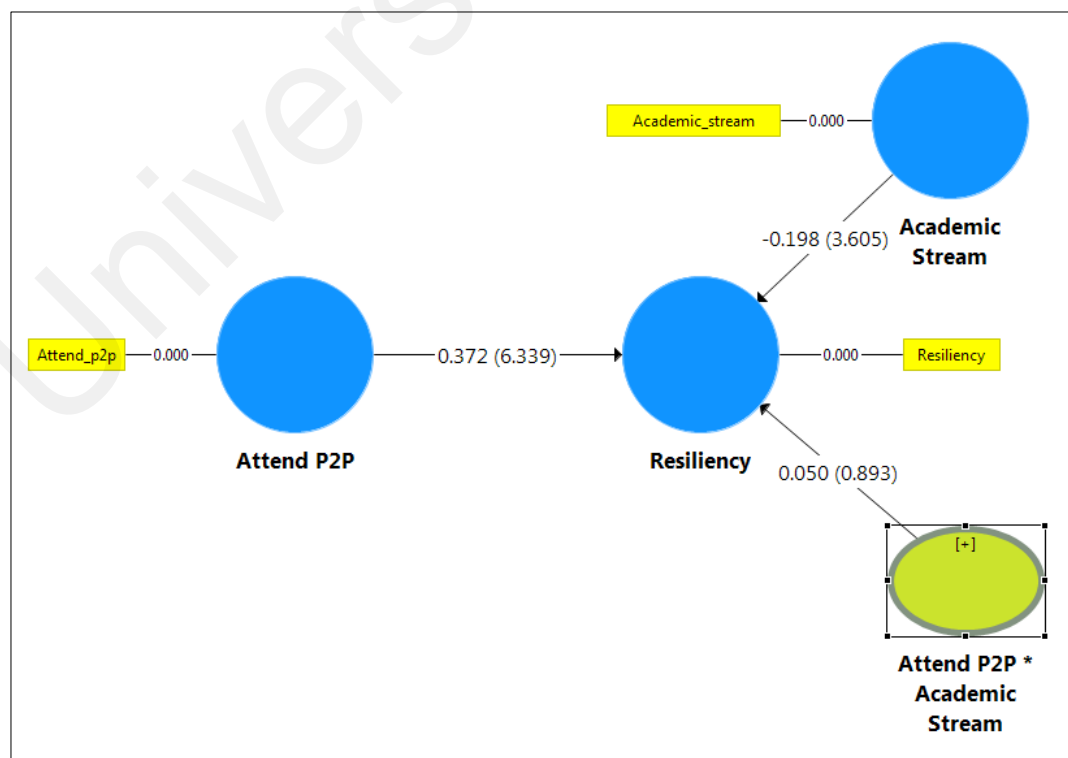 Univers
Academic_stream
0.000
Academic
Stream
-0.198 (3.605)
Attend_p2p
0.000
0.372 (6.339)
0.000
Resiliency
Attend P2P
Resiliency
0.050 (0.893)
[+]
Attend P2P *
Academic
Stream